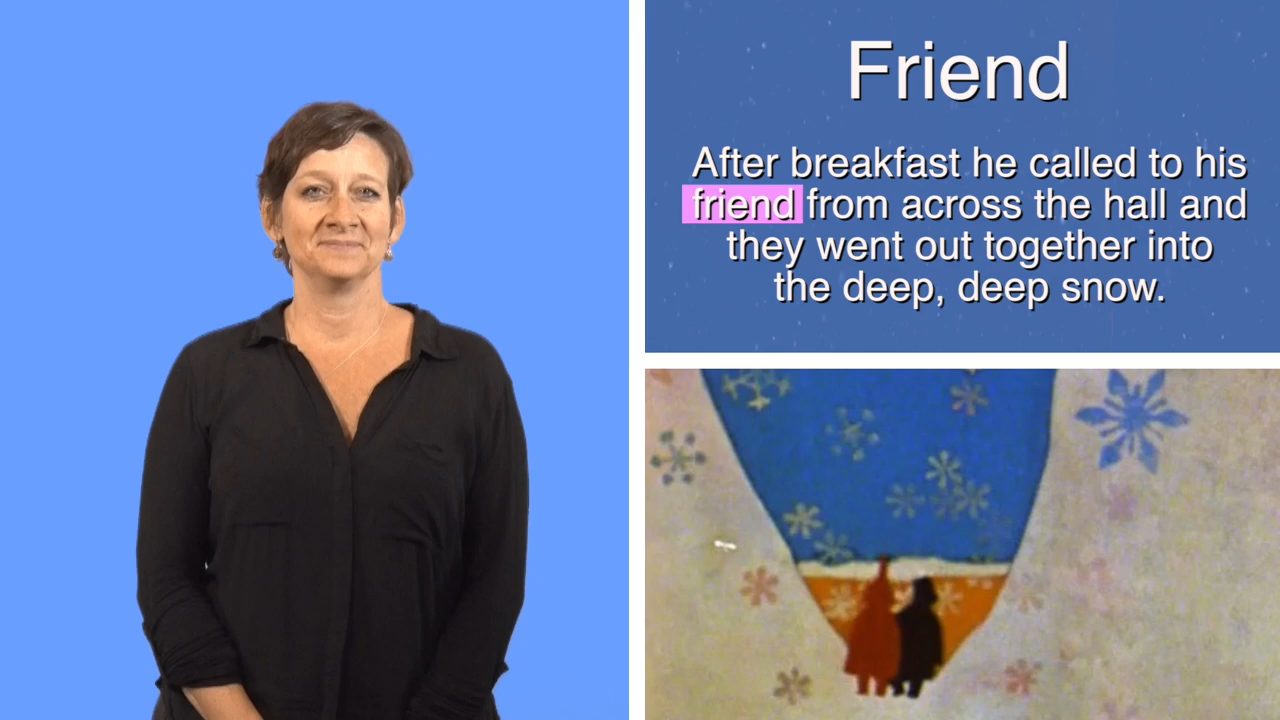 Friend
After breakfast he called to his
friend from across the hall and
they went out together into
the deep, deep snow.